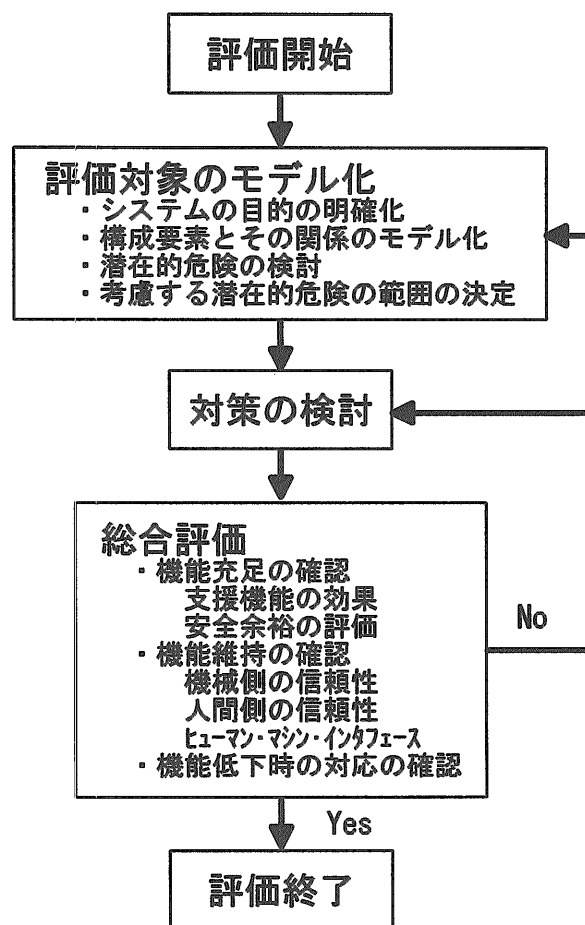 評価開始
評価対象のモデル化
・システムの目的の明確化
・構成要素とその関係のモデル化
・潜在的危険の検討
・考慮する潜在的危険の範囲の決定
対策の検討
総合評価
・機能充足の確認
支援機能の効果
安全余裕の評価
・機能維持の確認
機械側の信頼性
人間側の信頼性
ヒューマン・マシン・インタフェース
・機能低下時の対応の確認
No
Yes
評価終了